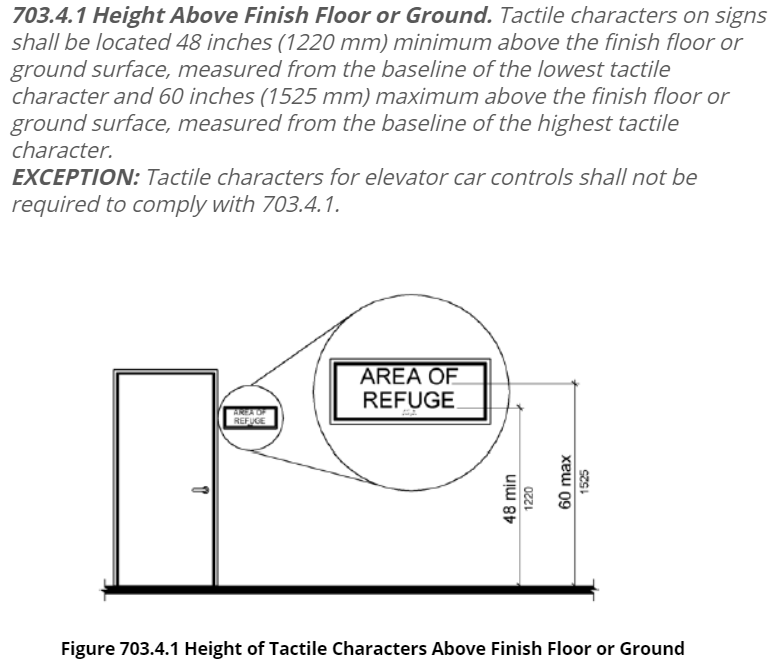 703.4.1 Height Above Finish Floor or Ground. Tactile characters on signs
shall be located 48 inches (1220 mm) minimum above the finish floor or
ground surface, measured from the baseline of the lowest tactile
character and 60 inches (1525 mm) maximum above the finish floor or
ground surface, measured from the baseline of the highest tactile
character.
EXCEPTION: Tactile characters for elevator car controls shall not be
required to comply with 703.4.1.
AREA OF
REFUGE
AREA OF
REFUGE
48 min
1220
60 max
1525
Figure 703.4.1 Height of Tactile Characters Above Finish Floor or Ground